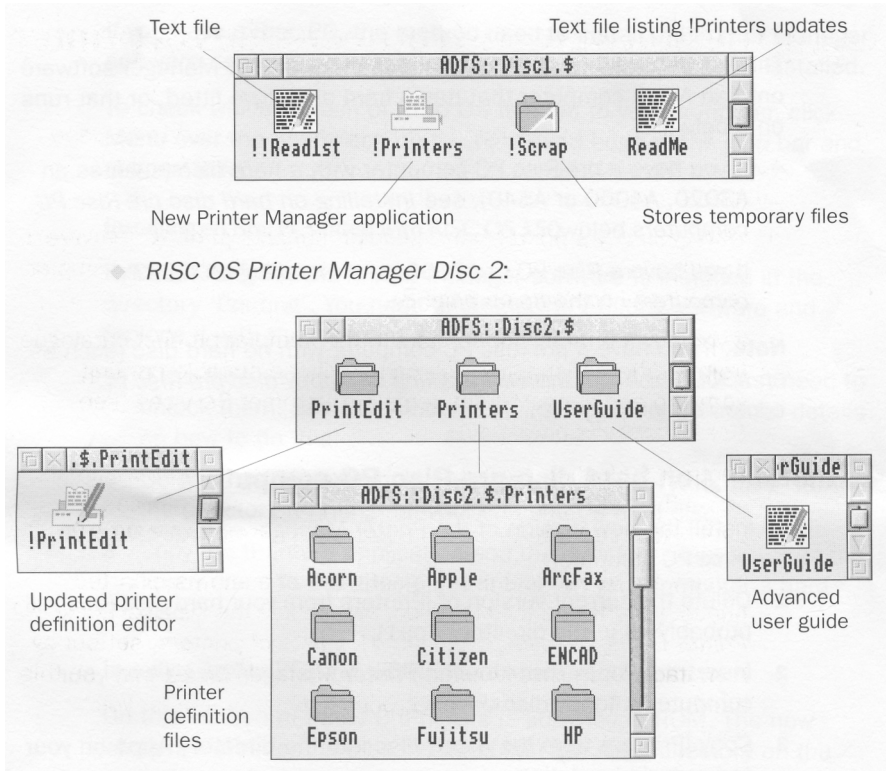 Text file
Text file listing !Printers updates
ADFS::Disc1.$
!!Read1st !Printers !Scrap ReadMe
New Printer Manager application
Stores temporary files
RISC OS Printer Manager Disc 2:
ADFS::Disc2.$
PrintEdit Printers UserGuide
.$.PrintEdit
!PrintEdit
ADFS::Disc2.$.Printers
rGuide
UserGuide
Acorn Apple ArcFax
Updated printer
definition editor
Advanced
user guide
Canon Citizen ENCAD
Printer
definition
files
Epson Fujitsu HP